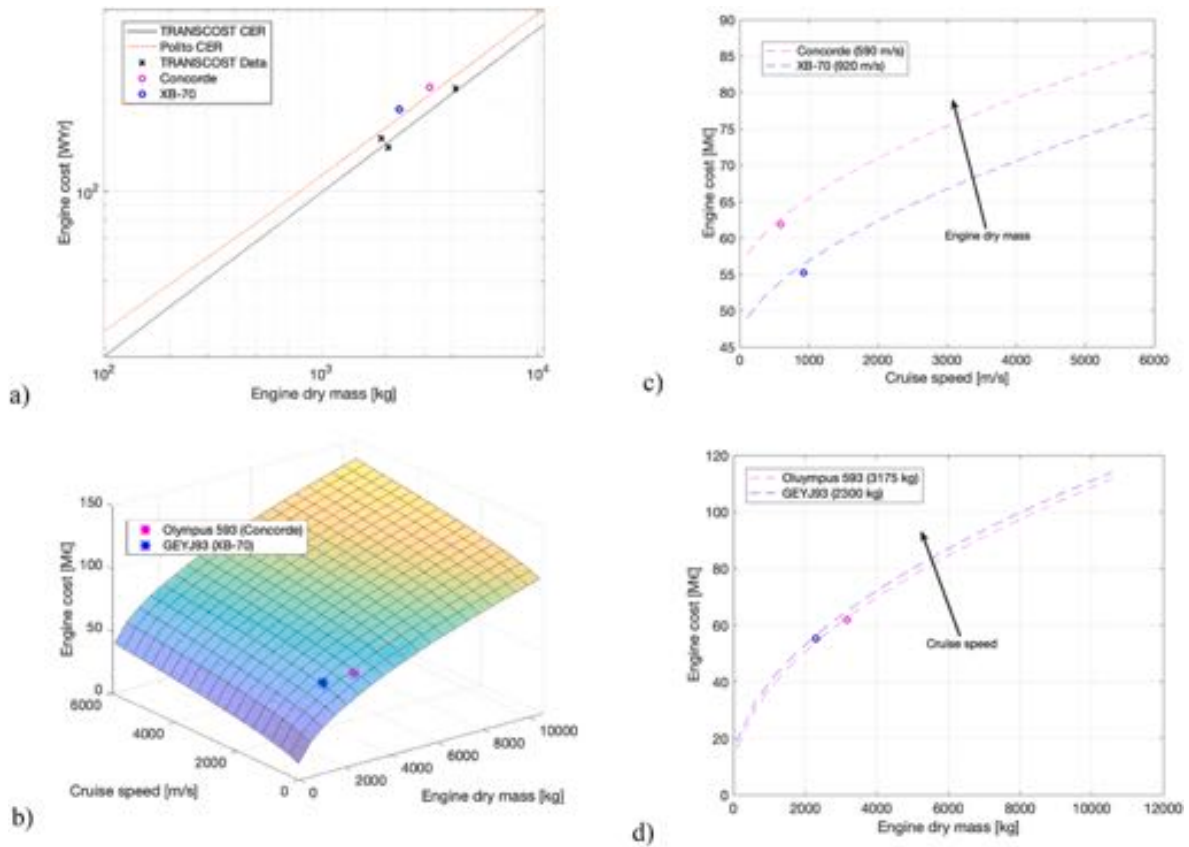 TRANSCOST CER
Polito CER
TRANSCOST Data
Concorde
XB-70
Engine cost [WYr]
10²
10²
10³
10⁴
Engine dry mass [kg]
a)
90
85
80
75
70
65
60
55
50
45
Concorde (590 m/s)
XB-70 (920 m/s)
Engine dry mass
Engine cost [M€]
0
1000
2000
3000
4000
5000
6000
Cruise speed [m/s]
c)
150
100
50
0
Olympus 593 (Concorde)
GEYJ93 (XB-70)
Engine cost [M€]
6000
4000
2000
0
Cruise speed [m/s]
0
2000
4000
6000
8000
10000
Engine dry mass [kg]
b)
120
100
80
60
40
20
0
Oluympus 593 (3175 kg)
GEYJ93 (2300 kg)
Cruise speed
Engine cost [M€]
0
2000
4000
6000
8000
10000
12000
Engine dry mass [kg]
d)